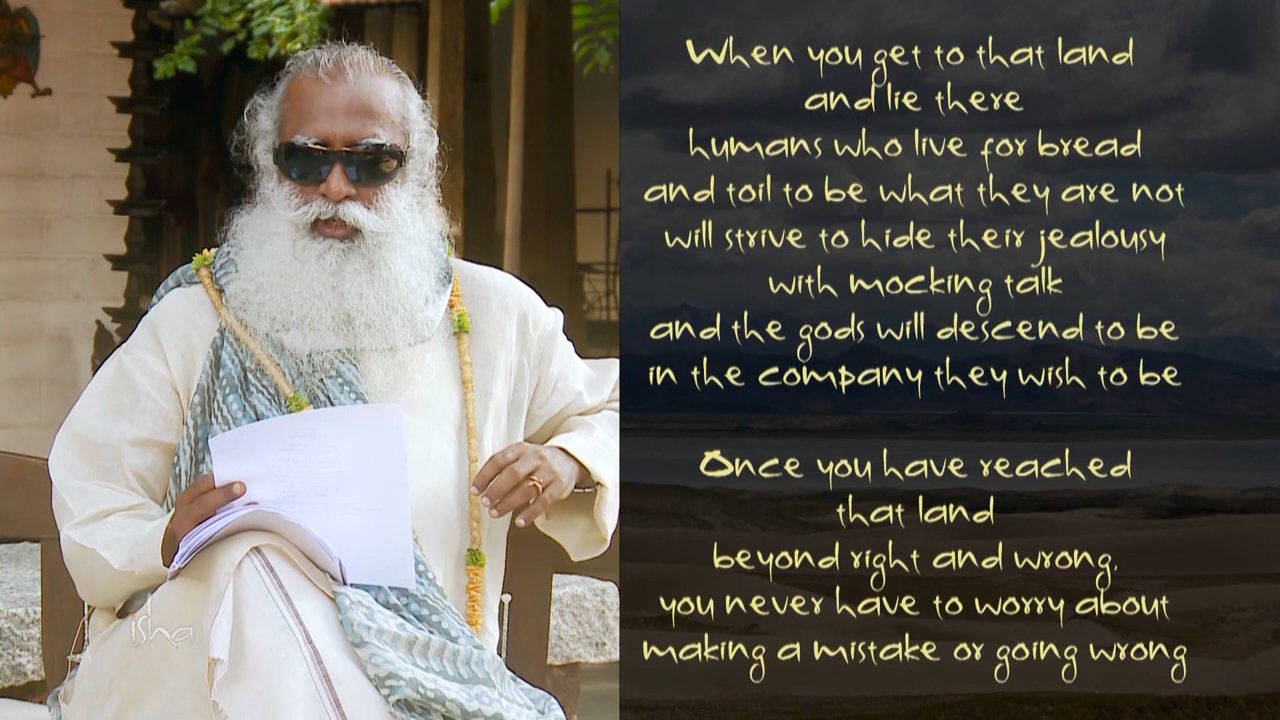 When you get to that land
and lie there
humans who live for bread
and toil to be what they are not
will strive to hide their jealousy
with mocking talk
and the gods will descend to be
in the company they wish to be
Once you have reached
that land
beyond right and wrong,
you never have to worry about
making a mistake or going wrong
isha